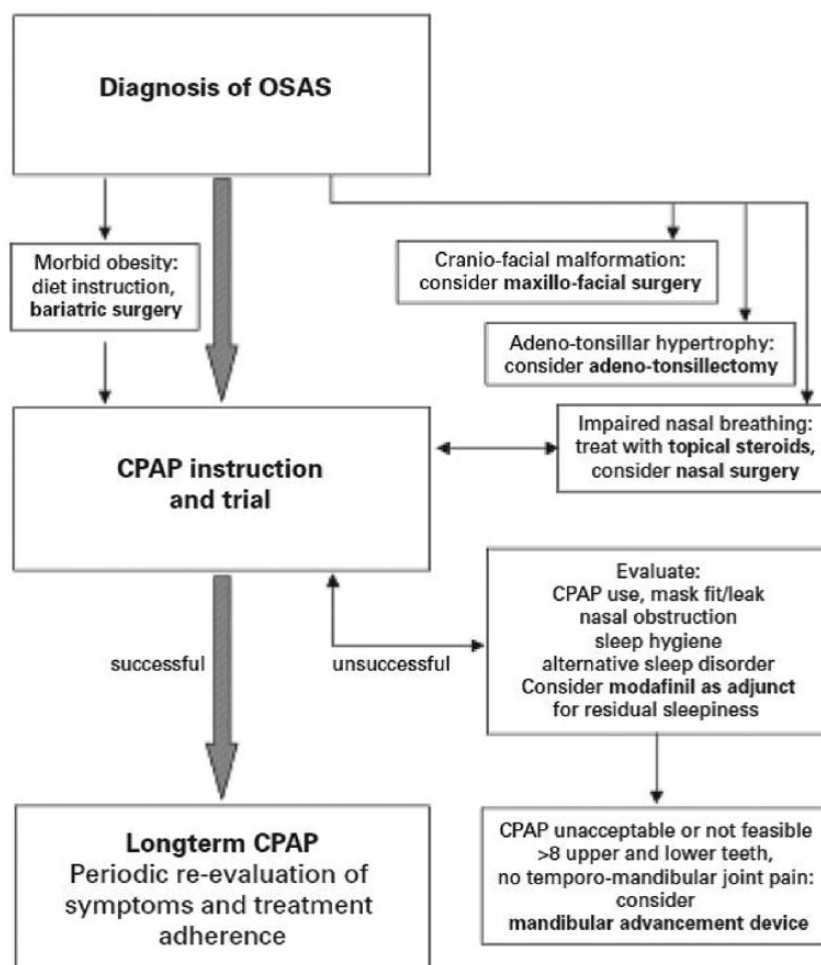 Diagnosis of OSAS
Morbid obesity:
diet instruction,
bariatric surgery
Cranio-facial malformation:
consider maxillo-facial surgery
Adeno-tonsillar hypertrophy:
consider adeno-tonsillectomy
Impaired nasal breathing:
treat with topical steroids,
consider nasal surgery
CPAP instruction
and trial
Evaluate:
CPAP use, mask fit/leak
nasal obstruction
sleep hygiene
alternative sleep disorder
Consider modafinil as adjunct
for residual sleepiness
successful
unsuccessful
Longterm CPAP
Periodic re-evaluation of
symptoms and treatment
adherence
CPAP unacceptable or not feasible
>8 upper and lower teeth,
no temporo-mandibular joint pain:
consider
mandibular advancement device